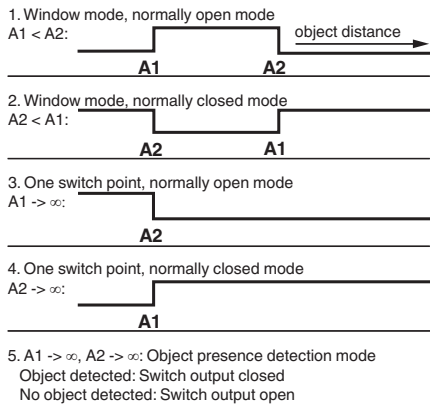 1. Window mode, normally open mode
A1 < A2:
object distance
A1 A2
2. Window mode, normally closed mode
A2 < A1:
A2 A1
3. One switch point, normally open mode
A1 -> ∞:
A2
4. One switch point, normally closed mode
A2 -> ∞:
A1
5. A1 -> ∞, A2 -> ∞: Object presence detection mode
Object detected: Switch output closed
No object detected: Switch output open